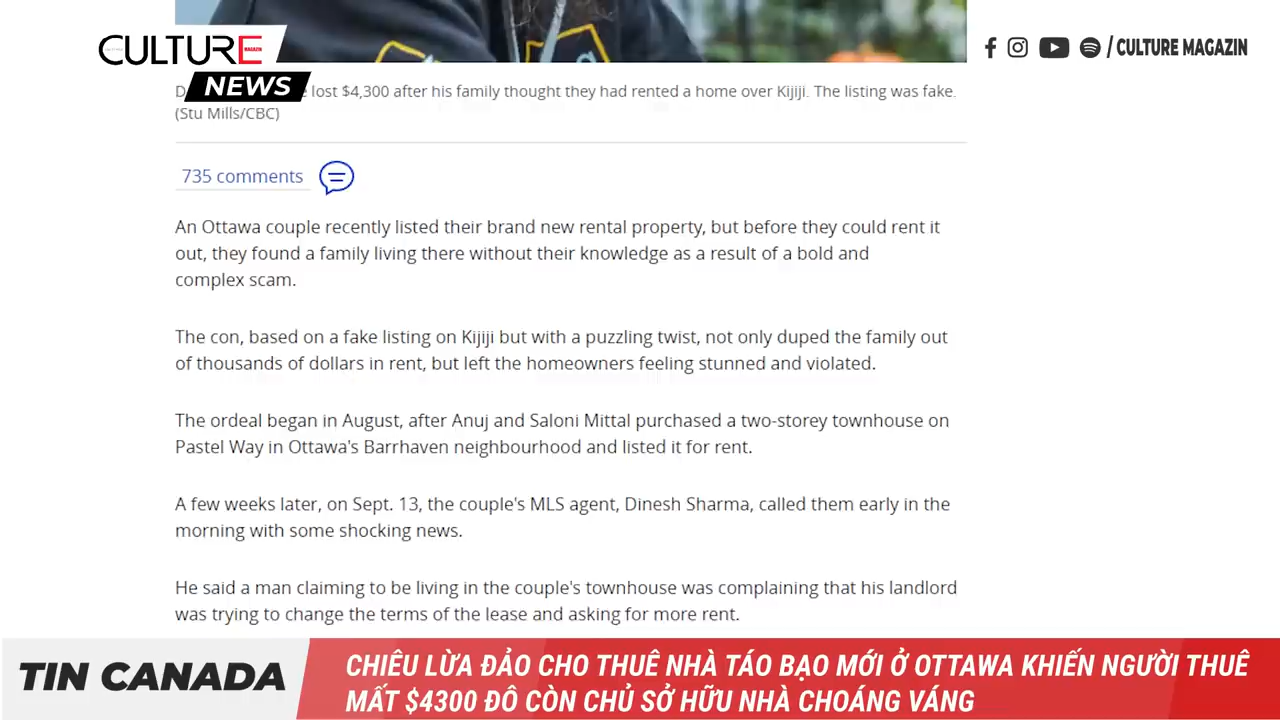 CULTURE
MAGAZIN
NEWS
/ CULTURE MAGAZIN
lost $4,300 after his family thought they had rented a home over Kijiji. The listing was fake.
(Stu Mills/CBC)
735 comments
An Ottawa couple recently listed their brand new rental property, but before they could rent it
out, they found a family living there without their knowledge as a result of a bold and
complex scam.
The con, based on a fake listing on Kijiji but with a puzzling twist, not only duped the family out
of thousands of dollars in rent, but left the homeowners feeling stunned and violated.
The ordeal began in August, after Anuj and Saloni Mittal purchased a two-storey townhouse on
Pastel Way in Ottawa's Barrhaven neighbourhood and listed it for rent.
A few weeks later, on Sept. 13, the couple's MLS agent, Dinesh Sharma, called them early in the
morning with some shocking news.
He said a man claiming to be living in the couple's townhouse was complaining that his landlord
was trying to change the terms of the lease and asking for more rent.
TIN CANADA
CHIÊU LỪA ĐẢO CHO THUÊ NHÀ TÁO BẠO MỚI Ở OTTAWA KHIẾN NGƯỜI THUÊ
MẤT $4300 ĐÔ CÒN CHỦ SỞ HỮU NHÀ CHOÁNG VÁNG